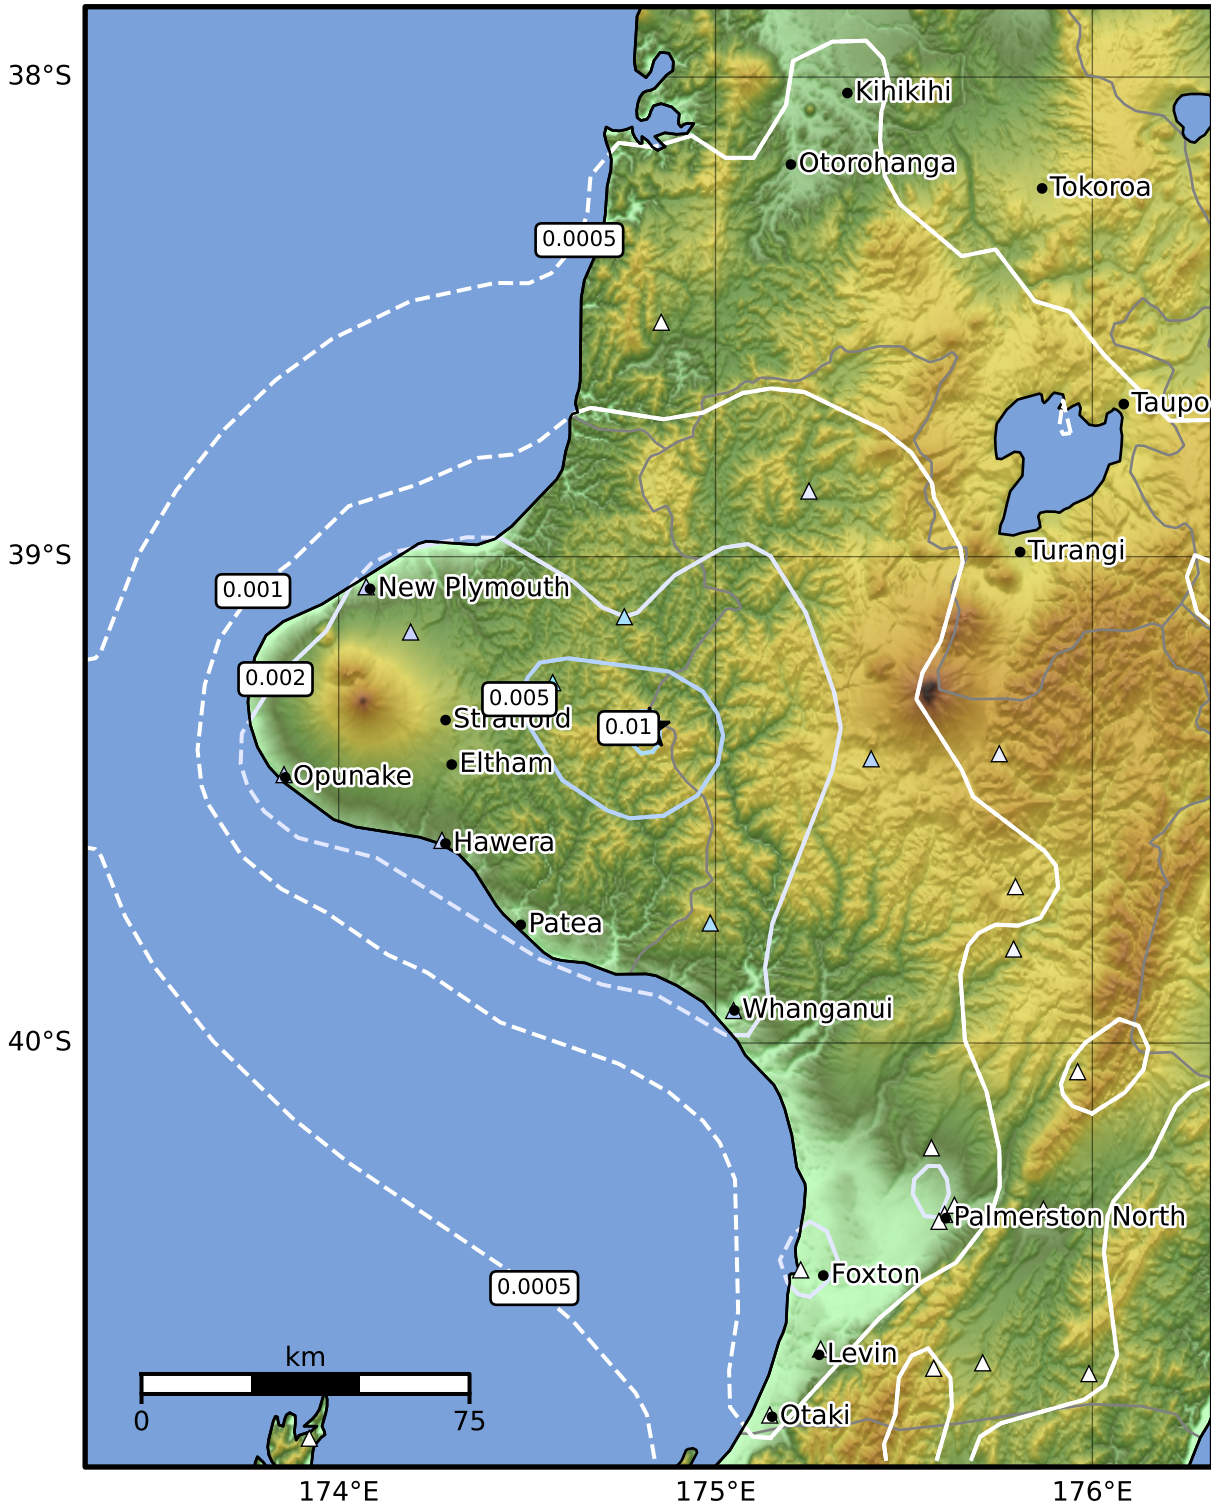 38°S
Kihikihi
Otorohanga
Tokoroa
0.0005
Taupo
39°S
Turangi
0.001
New Plymouth
0.002
0.005
Stratford
0.01
Eltham
Opunake
Hawera
Patea
Whanganui
40°S
Palmerston North
Foxton
0.0005
Levin
km
0
75
Otaki
174°E
175°E
176°E